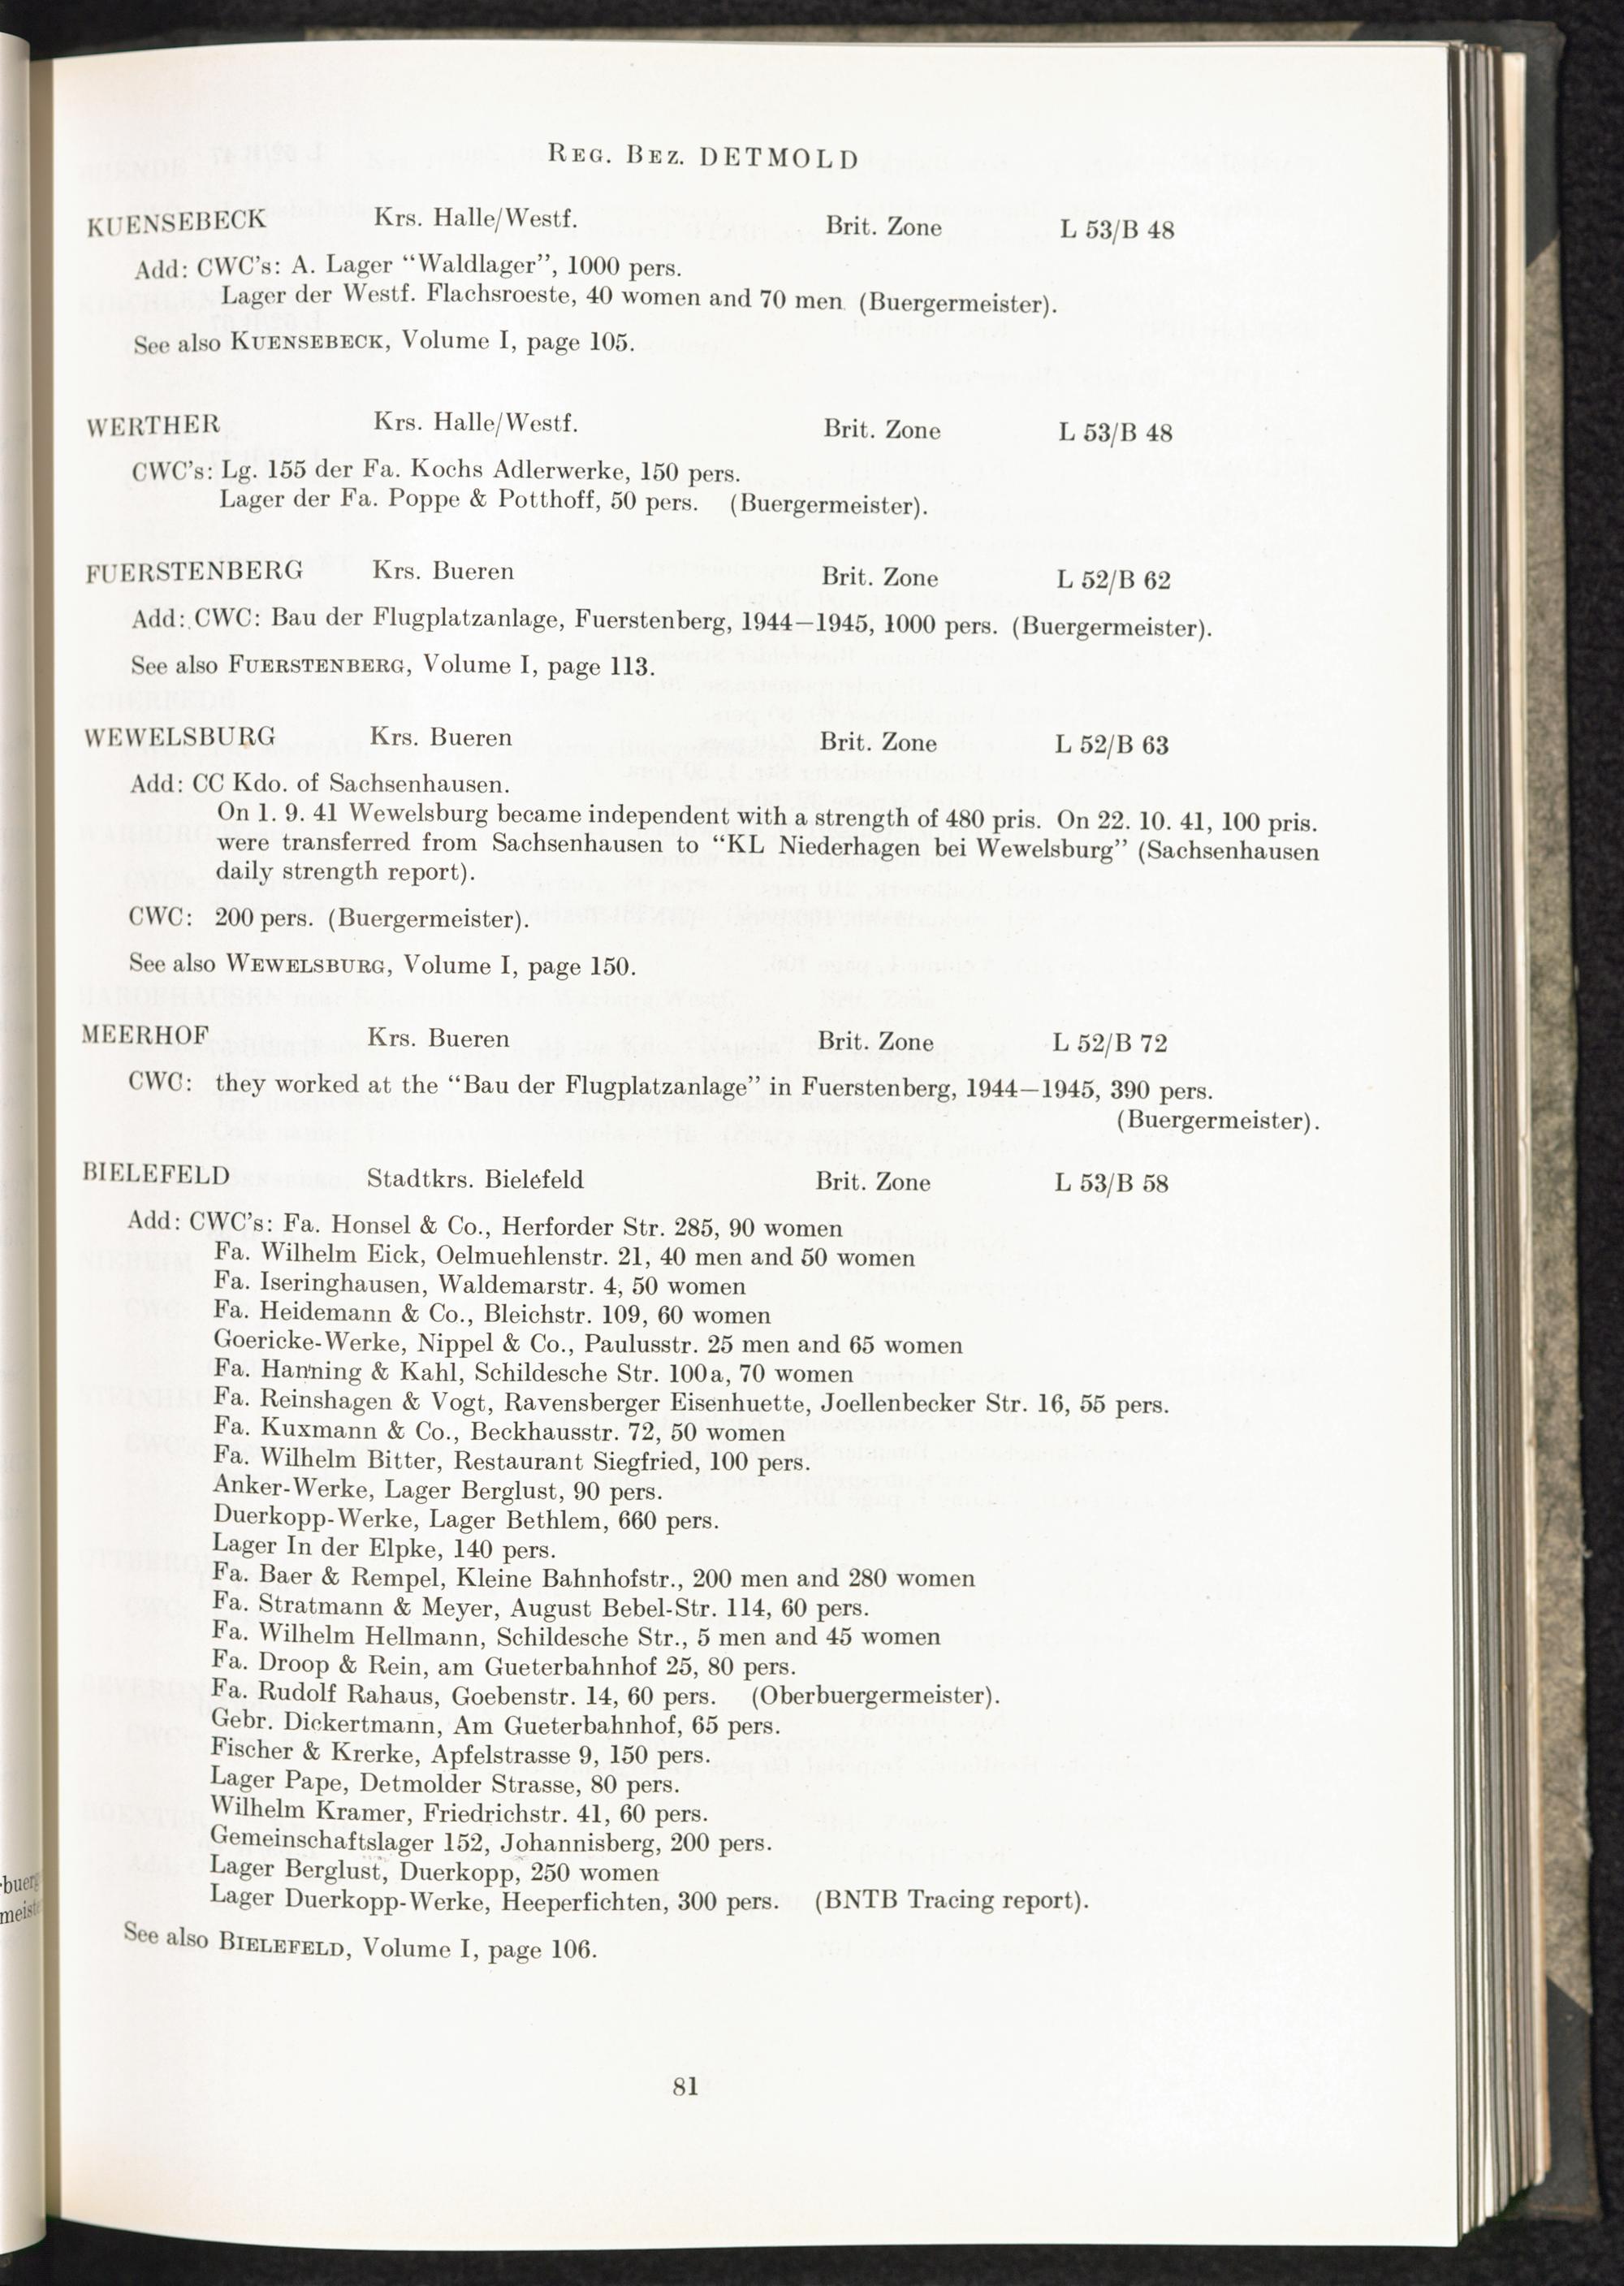 REG. BEZ. DETMOLD
KUENSEBECK Krs. Halle/Westf. Brit. Zone L 53/B 48
Add: CWC's: A. Lager “Waldlager”, 1000 pers.
Lager der Westf. Flachsroeste, 40 women and 70 men (Buergermeister).
See also KUENSEBECK, Volume I, page 105.
WERTHER Krs. Halle/Westf. Brit. Zone L 53/B 48
CWC's: Lg. 155 der Fa. Kochs Adlerwerke, 150 pers.
Lager der Fa. Poppe & Potthoff, 50 pers. (Buergermeister).
FUERSTENBERG Krs. Bueren Brit. Zone L 52/B 62
Add: CWC: Bau der Flugplatzanlage, Fuerstenberg, 1944—1945, 1000 pers. (Buergermeister).
See also FUERSTENBERG, Volume I, page 113.
WEWELSBURG Krs. Bueren Brit. Zone L 52/B 63
Add: CC Kdo. of Sachsenhausen.
On 1. 9. 41 Wewelsburg became independent with a strength of 480 pris. On 22. 10. 41, 100 pris.
were transferred from Sachsenhausen to “KL Niederhagen bei Wewelsburg” (Sachsenhausen
daily strength report).
CWC: 200 pers. (Buergermeister).
See also WEWELSBURG, Volume I, page 150.
MEERHOF Krs. Bueren Brit. Zone L 52/B 72
CWC: they worked at the “Bau der Flugplatzanlage” in Fuerstenberg, 1944—1945, 390 pers.
(Buergermeister).
BIELEFELD Stadtkrs. Bielefeld Brit. Zone L 53/B 58
Add: CWC's: Fa. Honsel & Co., Herforder Str. 285, 90 women
Fa. Wilhelm Eick, Oelmuehlenstr. 21, 40 men and 50 women
Fa. Iseringhausen, Waldemarstr. 4, 50 women
Fa. Heidemann & Co., Bleichstr. 109, 60 women
Goericke-Werke, Nippel & Co., Paulusstr. 25 men and 65 women
Fa. Hanning & Kahl, Schildesche Str. 100a, 70 women
Fa. Reinshagen & Vogt, Ravensberger Eisenhuette, Joellenbecker Str. 16, 55 pers.
Fa. Kuxmann & Co., Beckhausstr. 72, 50 women
Fa. Wilhelm Bitter, Restaurant Siegfried, 100 pers.
Anker-Werke, Lager Berglust, 90 pers.
Duerkopp-Werke, Lager Bethlem, 660 pers.
Lager In der Elpke, 140 pers.
Fa. Baer & Rempel, Kleine Bahnhofstr., 200 men and 280 women
Fa. Stratmann & Meyer, August Bebel-Str. 114, 60 pers.
Fa. Wilhelm Hellmann, Schildesche Str., 5 men and 45 women
Fa. Droop & Rein, am Gueterbahnhof 25, 80 pers.
Fa. Rudolf Rahaus, Goebenstr. 14, 60 pers. (Oberbuergermeister).
Gebr. Dickertmann, Am Gueterbahnhof, 65 pers.
Fischer & Krerke, Apfelstrasse 9, 150 pers.
Lager Pape, Detmolder Strasse, 80 pers.
Wilhelm Kramer, Friedrichstr. 41, 60 pers.
Gemeinschaftslager 152, Johannisberg, 200 pers.
Lager Berglust, Duerkopp, 250 women
Lager Duerkopp-Werke, Heeperfichten, 300 pers. (BNTB Tracing report).
See also BIELEFELD, Volume I, page 106.
81